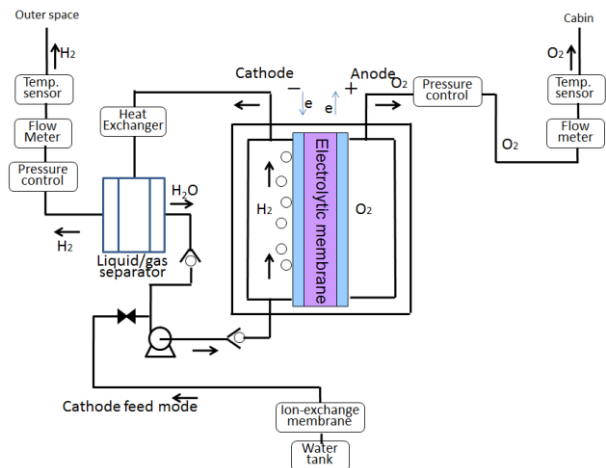 Outer space
Cabin
H2
O2
Temp.
sensor
Flow
Meter
Pressure
control
Heat
Exchanger
Cathode
−
+
Anode
e
e
O2
Pressure
control
Temp.
sensor
Flow
meter
O2
H2O
H2
Liquid/gas
separator
H2
Electrolytic membrane
O2
Cathode feed mode
Ion-exchange
membrane
Water
tank